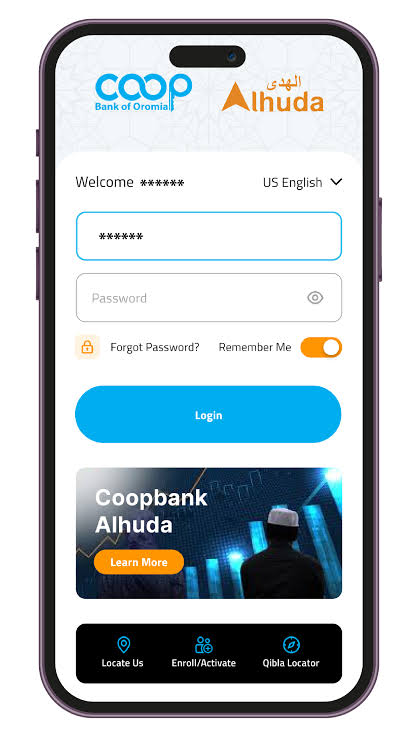 coop
Bank of Oromia
الهدى
Alhuda
Welcome ******
US English
******
Password
Forgot Password?
Remember Me
Login
Coopbank
Alhuda
Learn More
Locate Us
Enroll/Activate
Qibla Locator